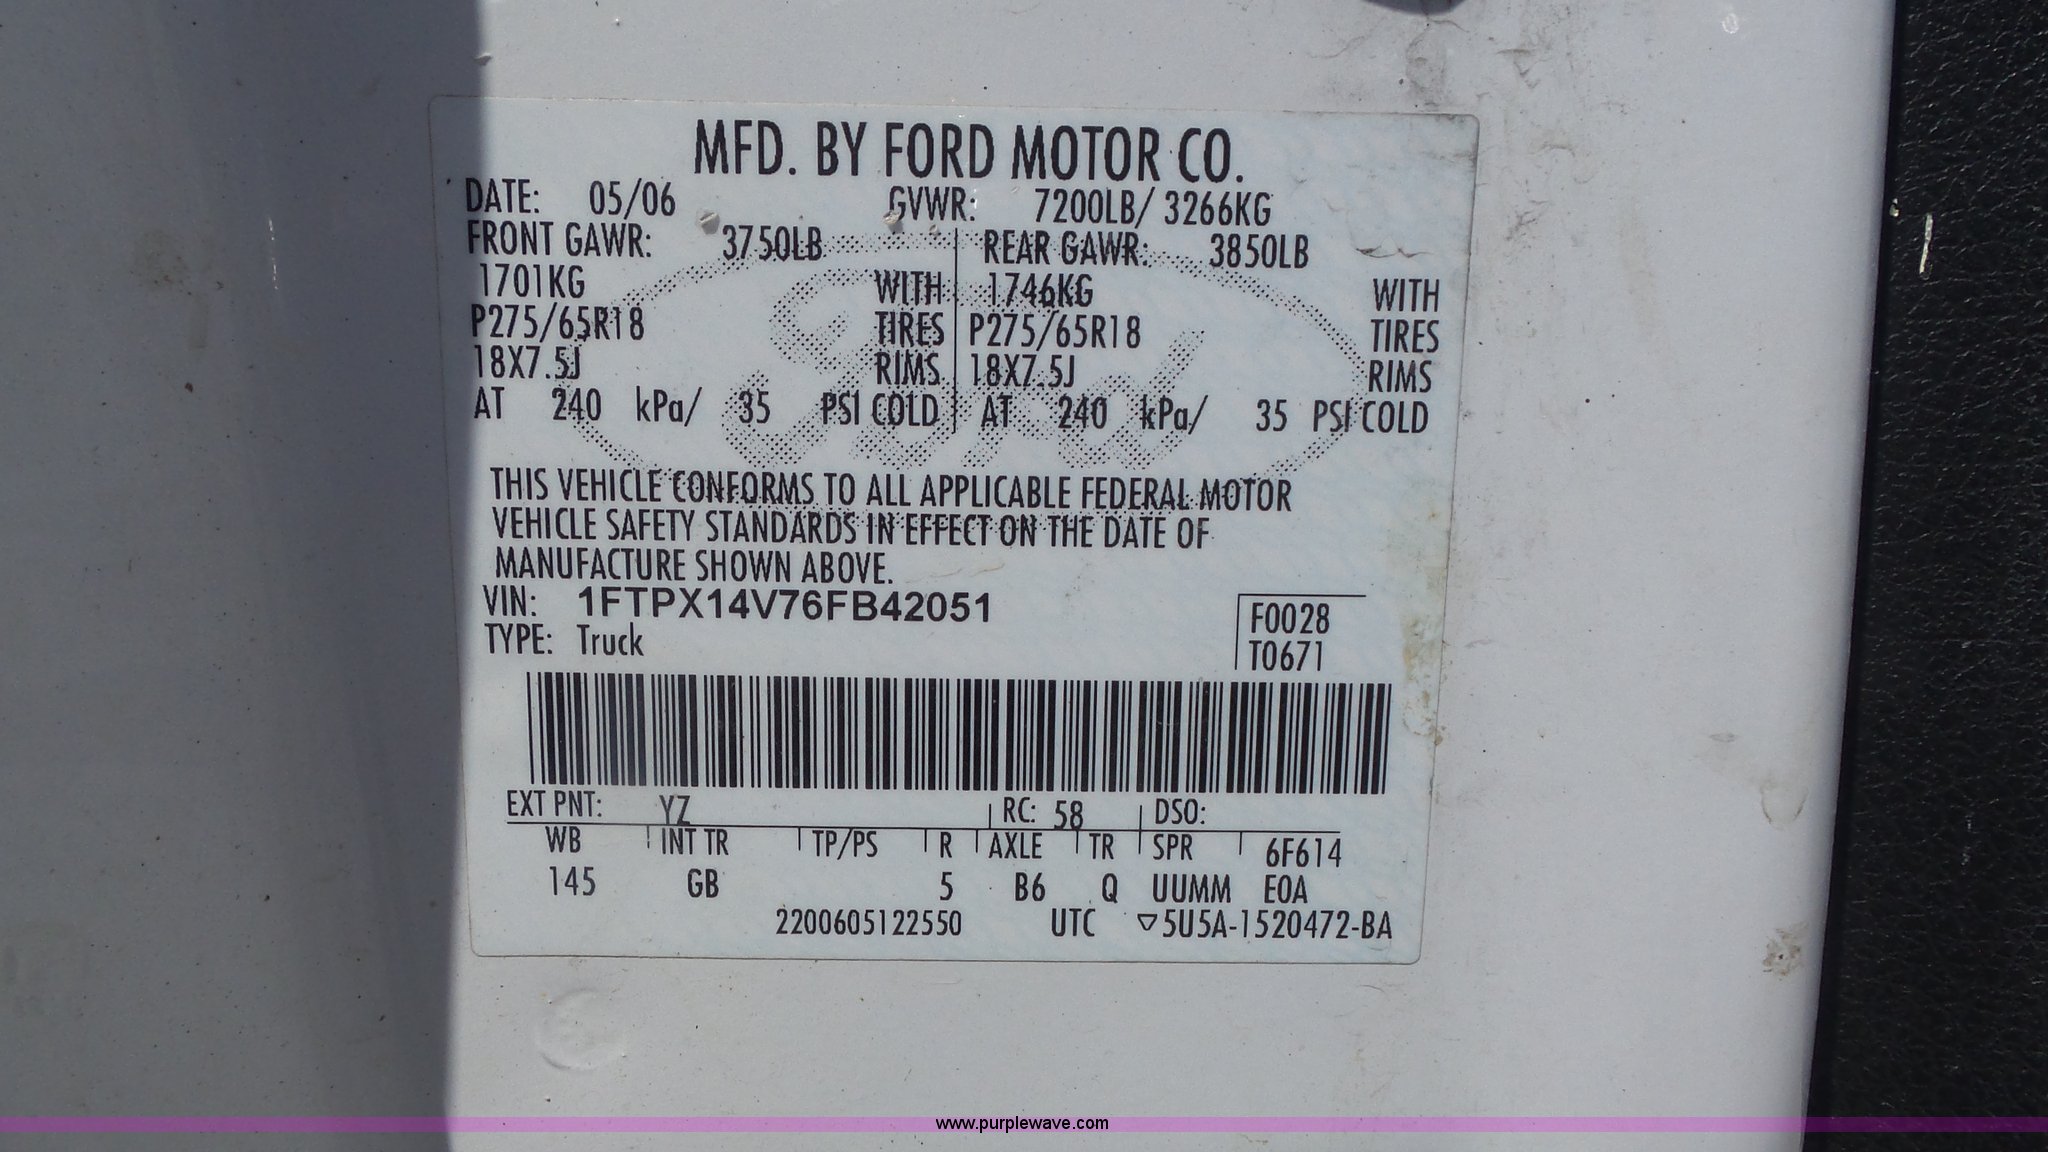 MFD. BY FORD MOTOR CO.
DATE: 05/06 GVWR: 7200LB/ 3266KG
FRONT GAWR: 3750LB REAR GAWR: 3850LB
1701KG WITH 1746KG WITH
P275/65R18 TIRES P275/65R18 TIRES
18X7.5J RIMS 18X7.5J RIMS
AT 240 kPa/ 35 PSI COLD AT 240 kPa/ 35 PSI COLD
Ford
THIS VEHICLE CONFORMS TO ALL APPLICABLE FEDERAL MOTOR
VEHICLE SAFETY STANDARDS IN EFFECT ON THE DATE OF
MANUFACTURE SHOWN ABOVE.
VIN: 1FTPX14V76FB42051 F0028
TYPE: Truck T0671
EXT PNT: YZ RC: 58 DSO:
WB INT TR TP/PS R AXLE TR SPR 6F614
145 GB 5 B6 Q UUMM EOA
2200605122550 UTC ▽5U5A-1520472-BA
www.purplewave.com